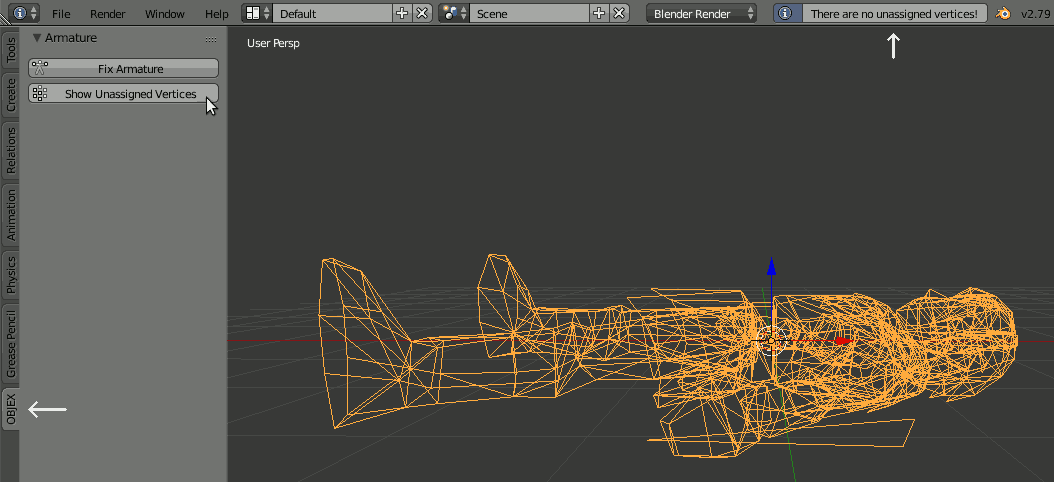 File Render Window Help Default Scene Blender Render There are no unassigned vertices! v2.79
Armature
User Persp
Fix Armature
Show Unassigned Vertices
Tools
Create
Relations
Animation
Physics
Grease Pencil
OBJEX